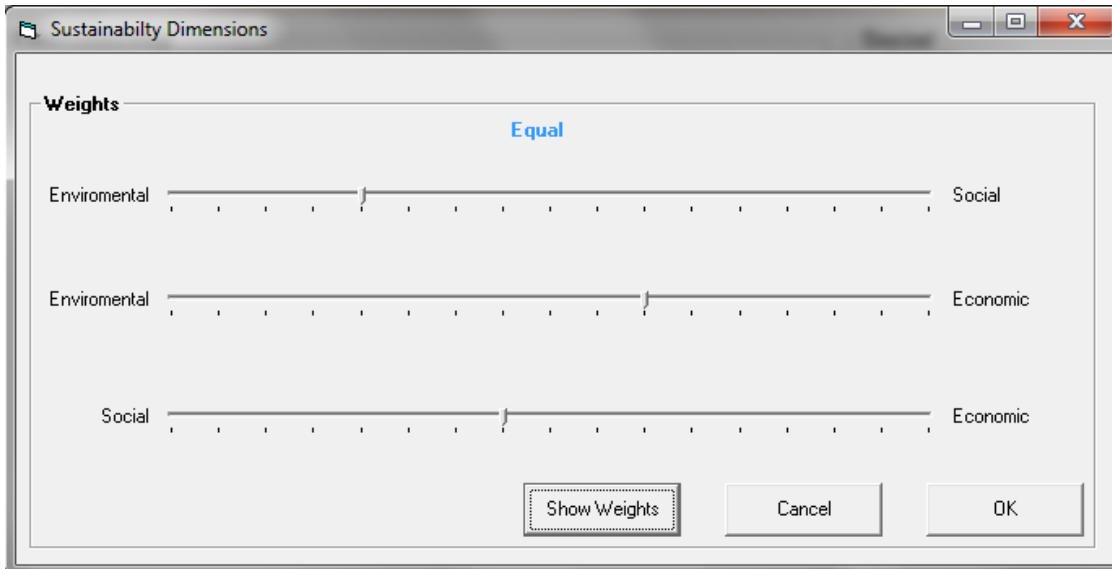 Sustainabilty Dimensions
Weights
Equal
Enviromental Social
Enviromental Economic
Social Economic
Show Weights Cancel OK